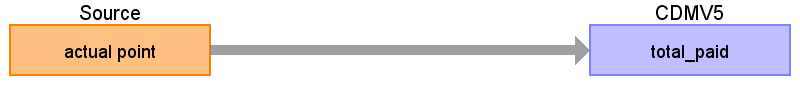 Source
CDMV5
actual point
total_paid